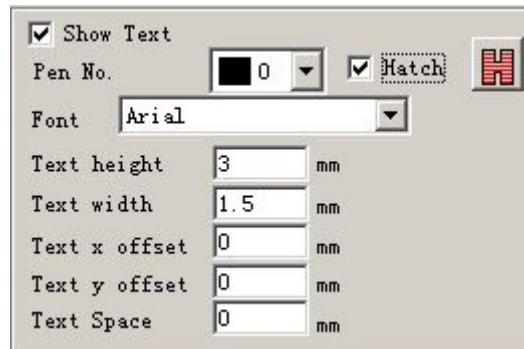 Show Text
Pen No. 0 Hatch
Font Arial
Text height 3 mm
Text width 1.5 mm
Text x offset 0 mm
Text y offset 0 mm
Text Space 0 mm